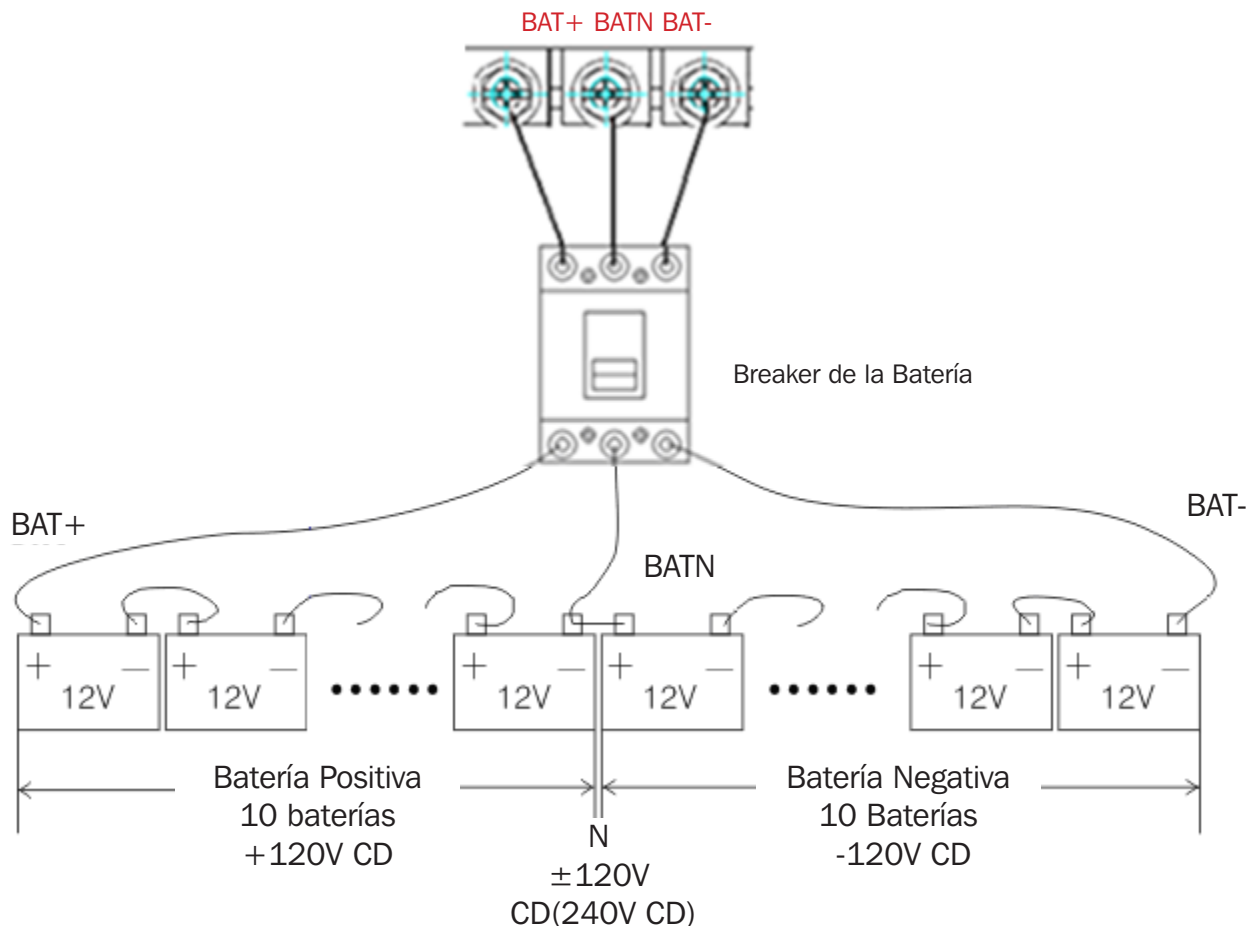 BAT+ BATN BAT-
Breaker de la Batería
BAT+
BAT-
BATN
+ — + — + — + — + — + —
12V 12V 12V 12V 12V 12V
Batería Positiva
10 baterías
+120V CD
Batería Negativa
10 Baterías
-120V CD
N
±120V
CD(240V CD)